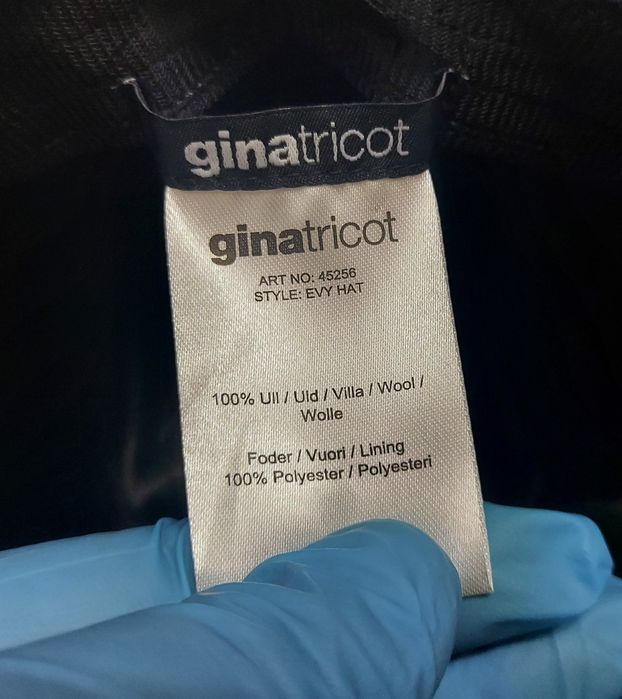 ginatricot
ginatricot
ART NO: 45256
STYLE: EVY HAT
100% Ull / Uld / Villa / Wool /
Wolle
Foder / Vuori / Lining
100% Polyester / Polyesteri